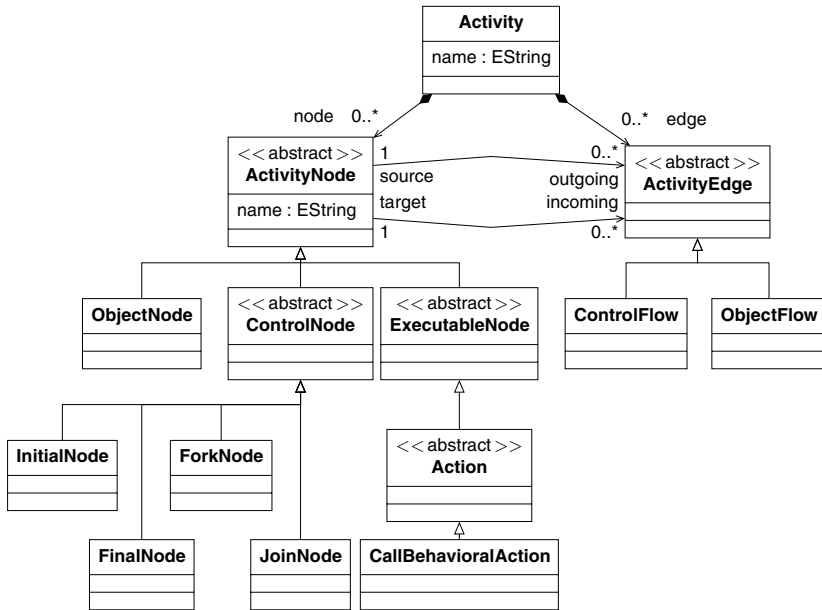 Activity
name : EString
node 0..*
0..* edge
<<abstract>>
ActivityNode
name : EString
1
source
target
1
0..*
outgoing
incoming
0..*
<<abstract>>
ActivityEdge
ObjectNode
<<abstract>>
ControlNode
<<abstract>>
ExecutableNode
ControlFlow
ObjectFlow
InitialNode
ForkNode
<<abstract>>
Action
FinalNode
JoinNode
CallBehavioralAction